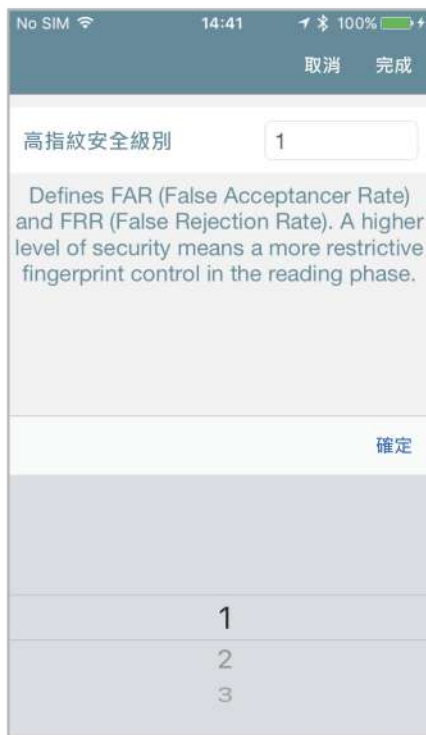 No SIM 14:41 100%
取消 完成
高指紋安全級別 1
Defines FAR (False Acceptancer Rate)
and FRR (False Rejection Rate). A higher
level of security means a more restrictive
fingerprint control in the reading phase.
確定
1
2
3